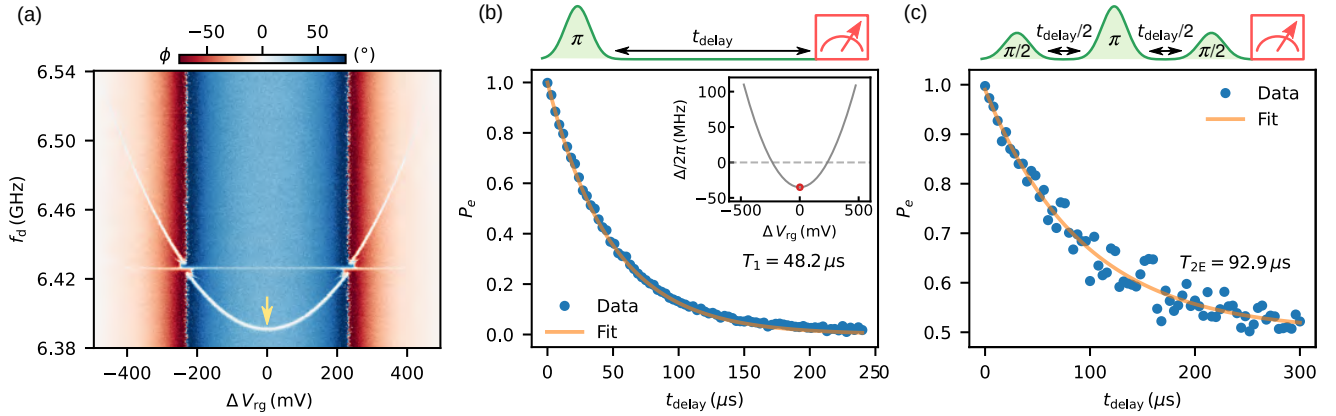 (a)
ϕ −50 0 50 (°)
6.54
6.50
6.46
6.42
6.38
f_d (GHz)
−400 −200 0 200 400
Δ V_rg (mV)
(b)
π
t_delay
1.0
0.8
0.6
0.4
0.2
0.0
P_e
100
50
0
−50
Δ/2π (MHz)
−500 0 500
Δ V_rg (mV)
T_1 = 48.2 μs
Data
Fit
0 50 100 150 200 250
t_delay (μs)
(c)
t_delay/2 t_delay/2
π/2 π π/2
1.0
0.9
0.8
0.7
0.6
0.5
P_e
Data
Fit
T_2E = 92.9 μs
0 100 200 300
t_delay (μs)